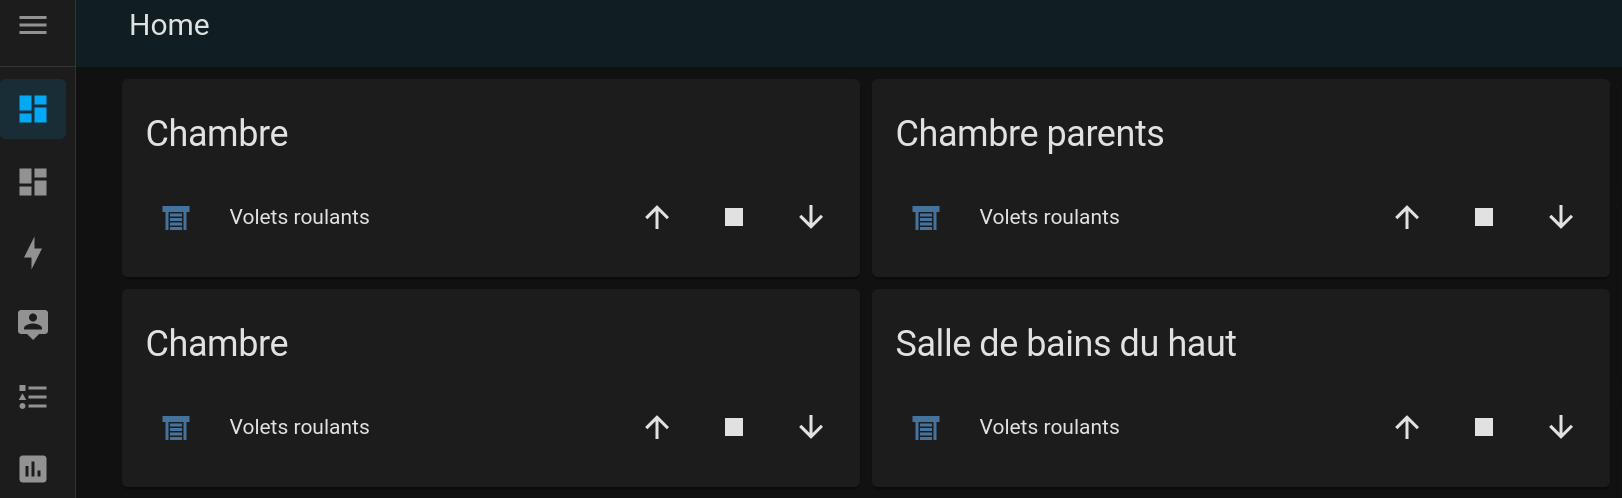 Home
Chambre
Volets roulants
Chambre parents
Volets roulants
Chambre
Volets roulants
Salle de bains du haut
Volets roulants